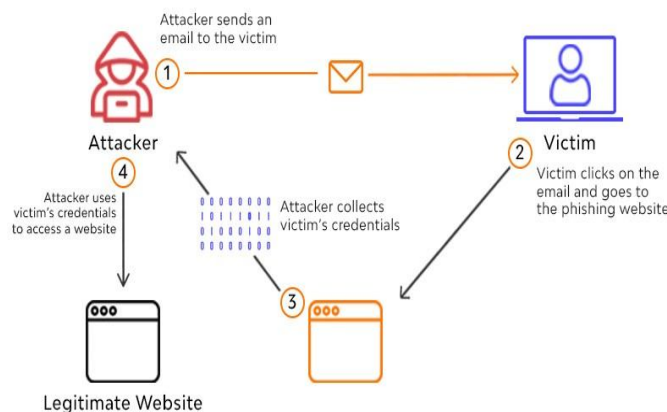 Attacker sends an
email to the victim
1
Attacker
Victim
4
2
Attacker uses
victim's credentials
to access a website
Victim clicks on the
email and goes to
the phishing website
Attacker collects
victim's credentials
3
Legitimate Website